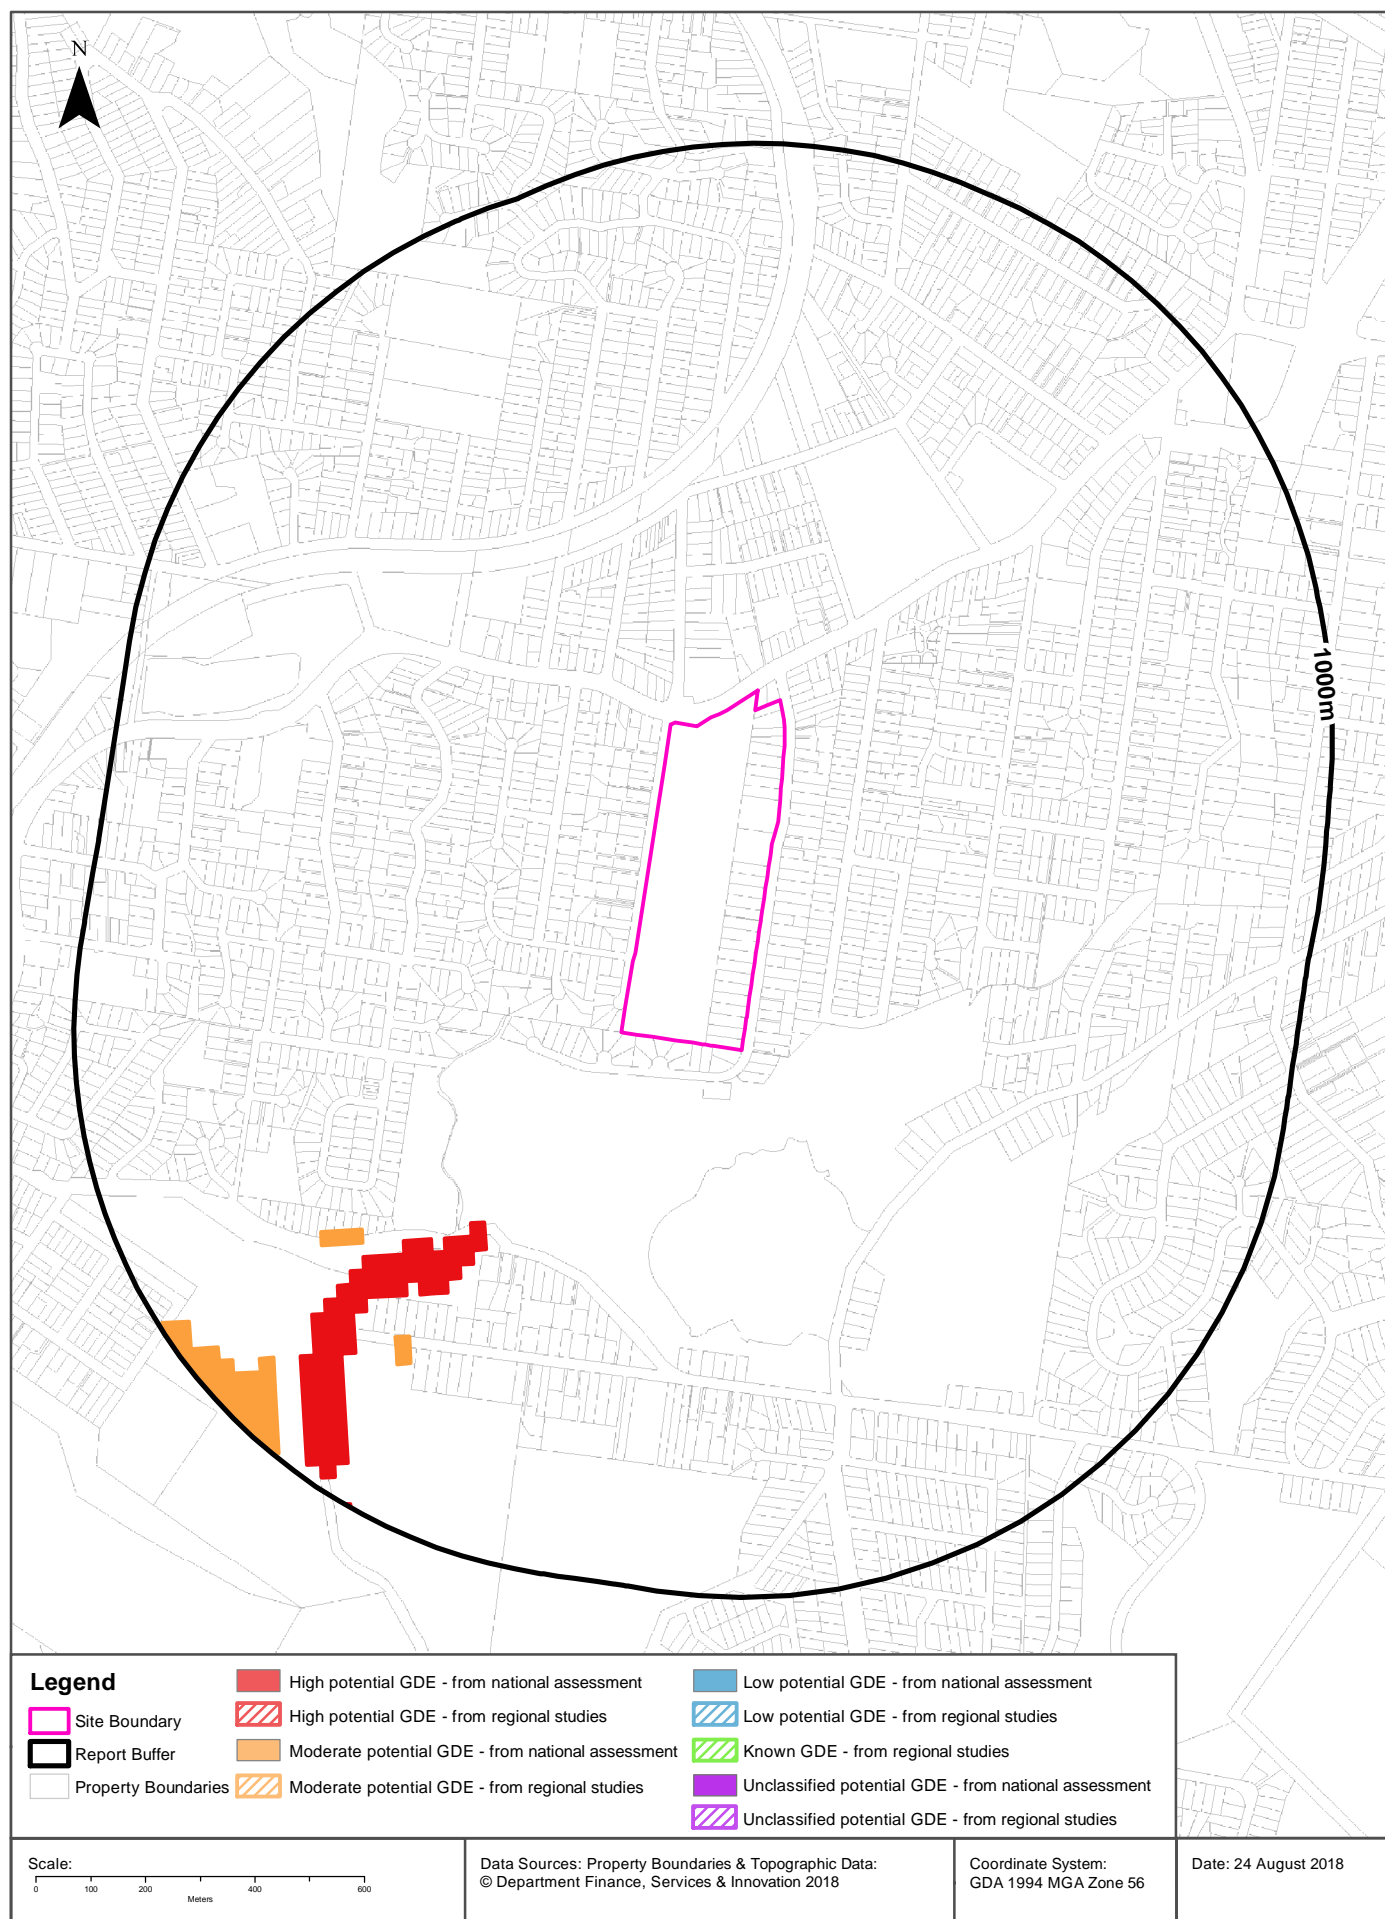 N
1000m
Legend
Site Boundary
Report Buffer
Property Boundaries
High potential GDE - from national assessment
High potential GDE - from regional studies
Moderate potential GDE - from national assessment
Moderate potential GDE - from regional studies
Low potential GDE - from national assessment
Low potential GDE - from regional studies
Known GDE - from regional studies
Unclassified potential GDE - from national assessment
Unclassified potential GDE - from regional studies
Scale:
0 100 200 400 600
Meters
Data Sources: Property Boundaries & Topographic Data:
© Department Finance, Services & Innovation 2018
Coordinate System:
GDA 1994 MGA Zone 56
Date: 24 August 2018